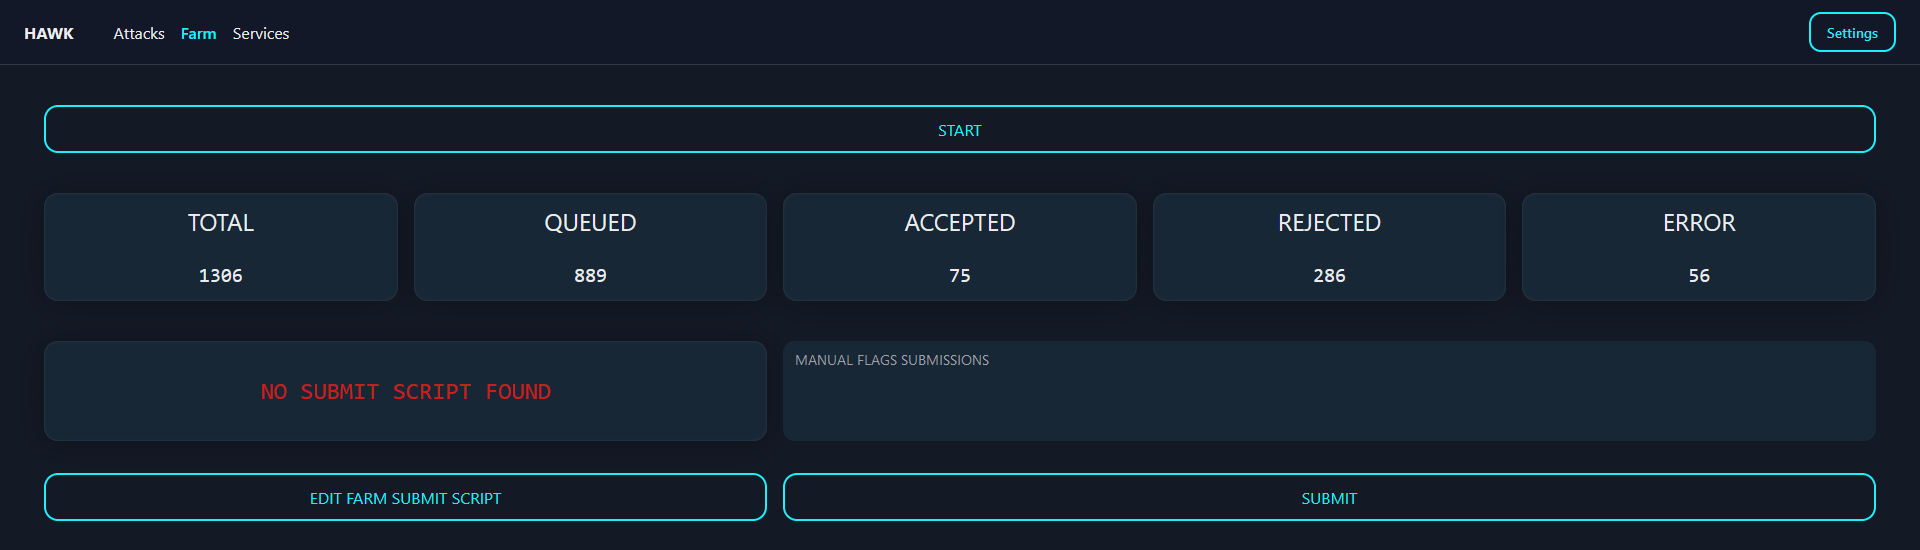 HAWK Attacks Farm Services Settings
START
TOTAL QUEUED ACCEPTED REJECTED ERROR
1306 889 75 286 56
MANUAL FLAGS SUBMISSIONS
NO SUBMIT SCRIPT FOUND
EDIT FARM SUBMIT SCRIPT SUBMIT